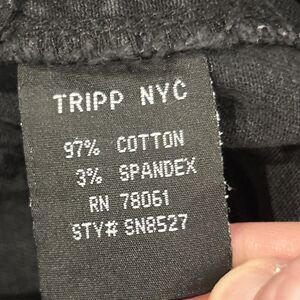 TRIPP NYC
97% COTTON
3% SPANDEX
RN 78061
STY# SN8527